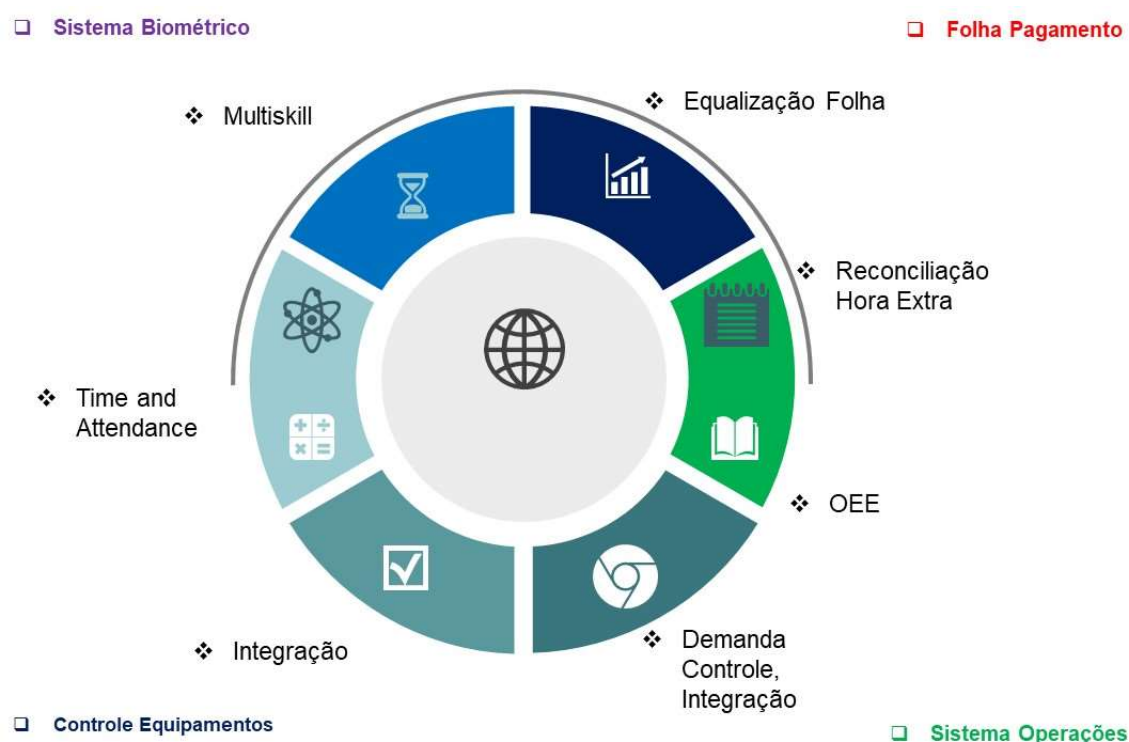 Sistema Biométrico
Folha Pagamento
Multiskill
Equalização Folha
Reconciliação
Hora Extra
Time and
Attendance
OEE
Integração
Demanda
Controle,
Integração
Controle Equipamentos
Sistema Operações